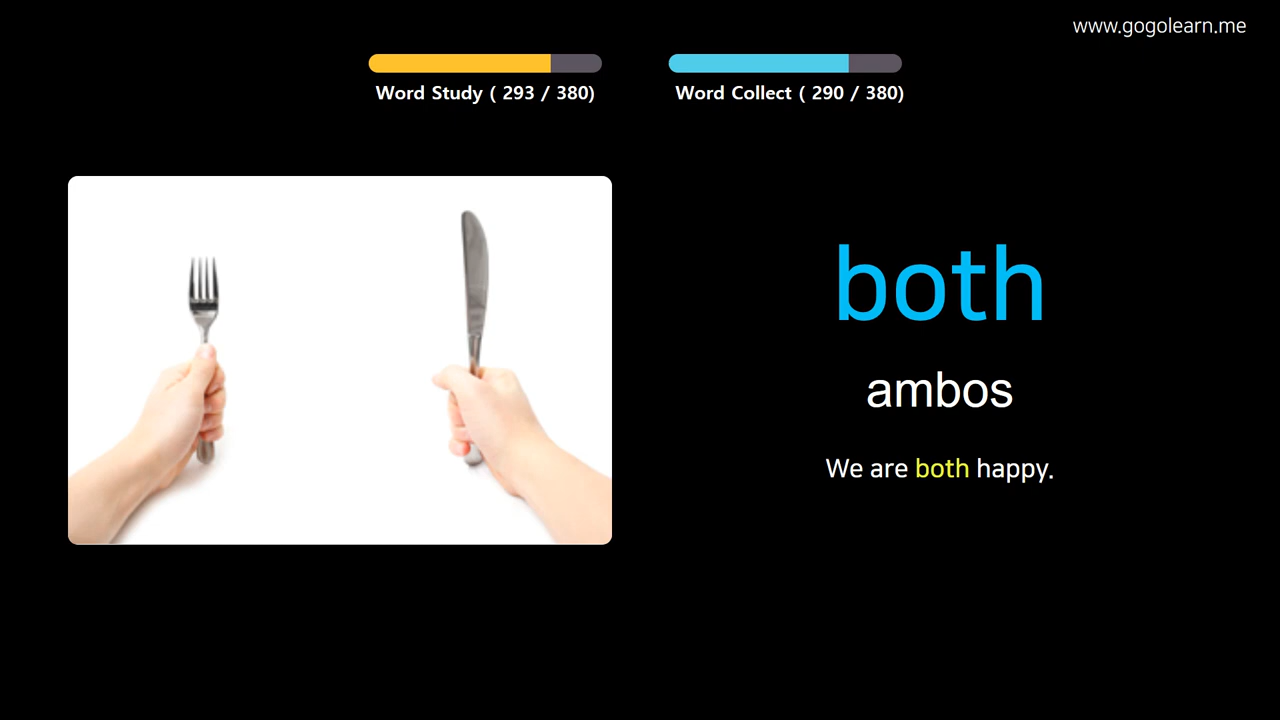 www.gogolearn.me
Word Study ( 293 / 380)
Word Collect ( 290 / 380)
both
ambos
We are both happy.